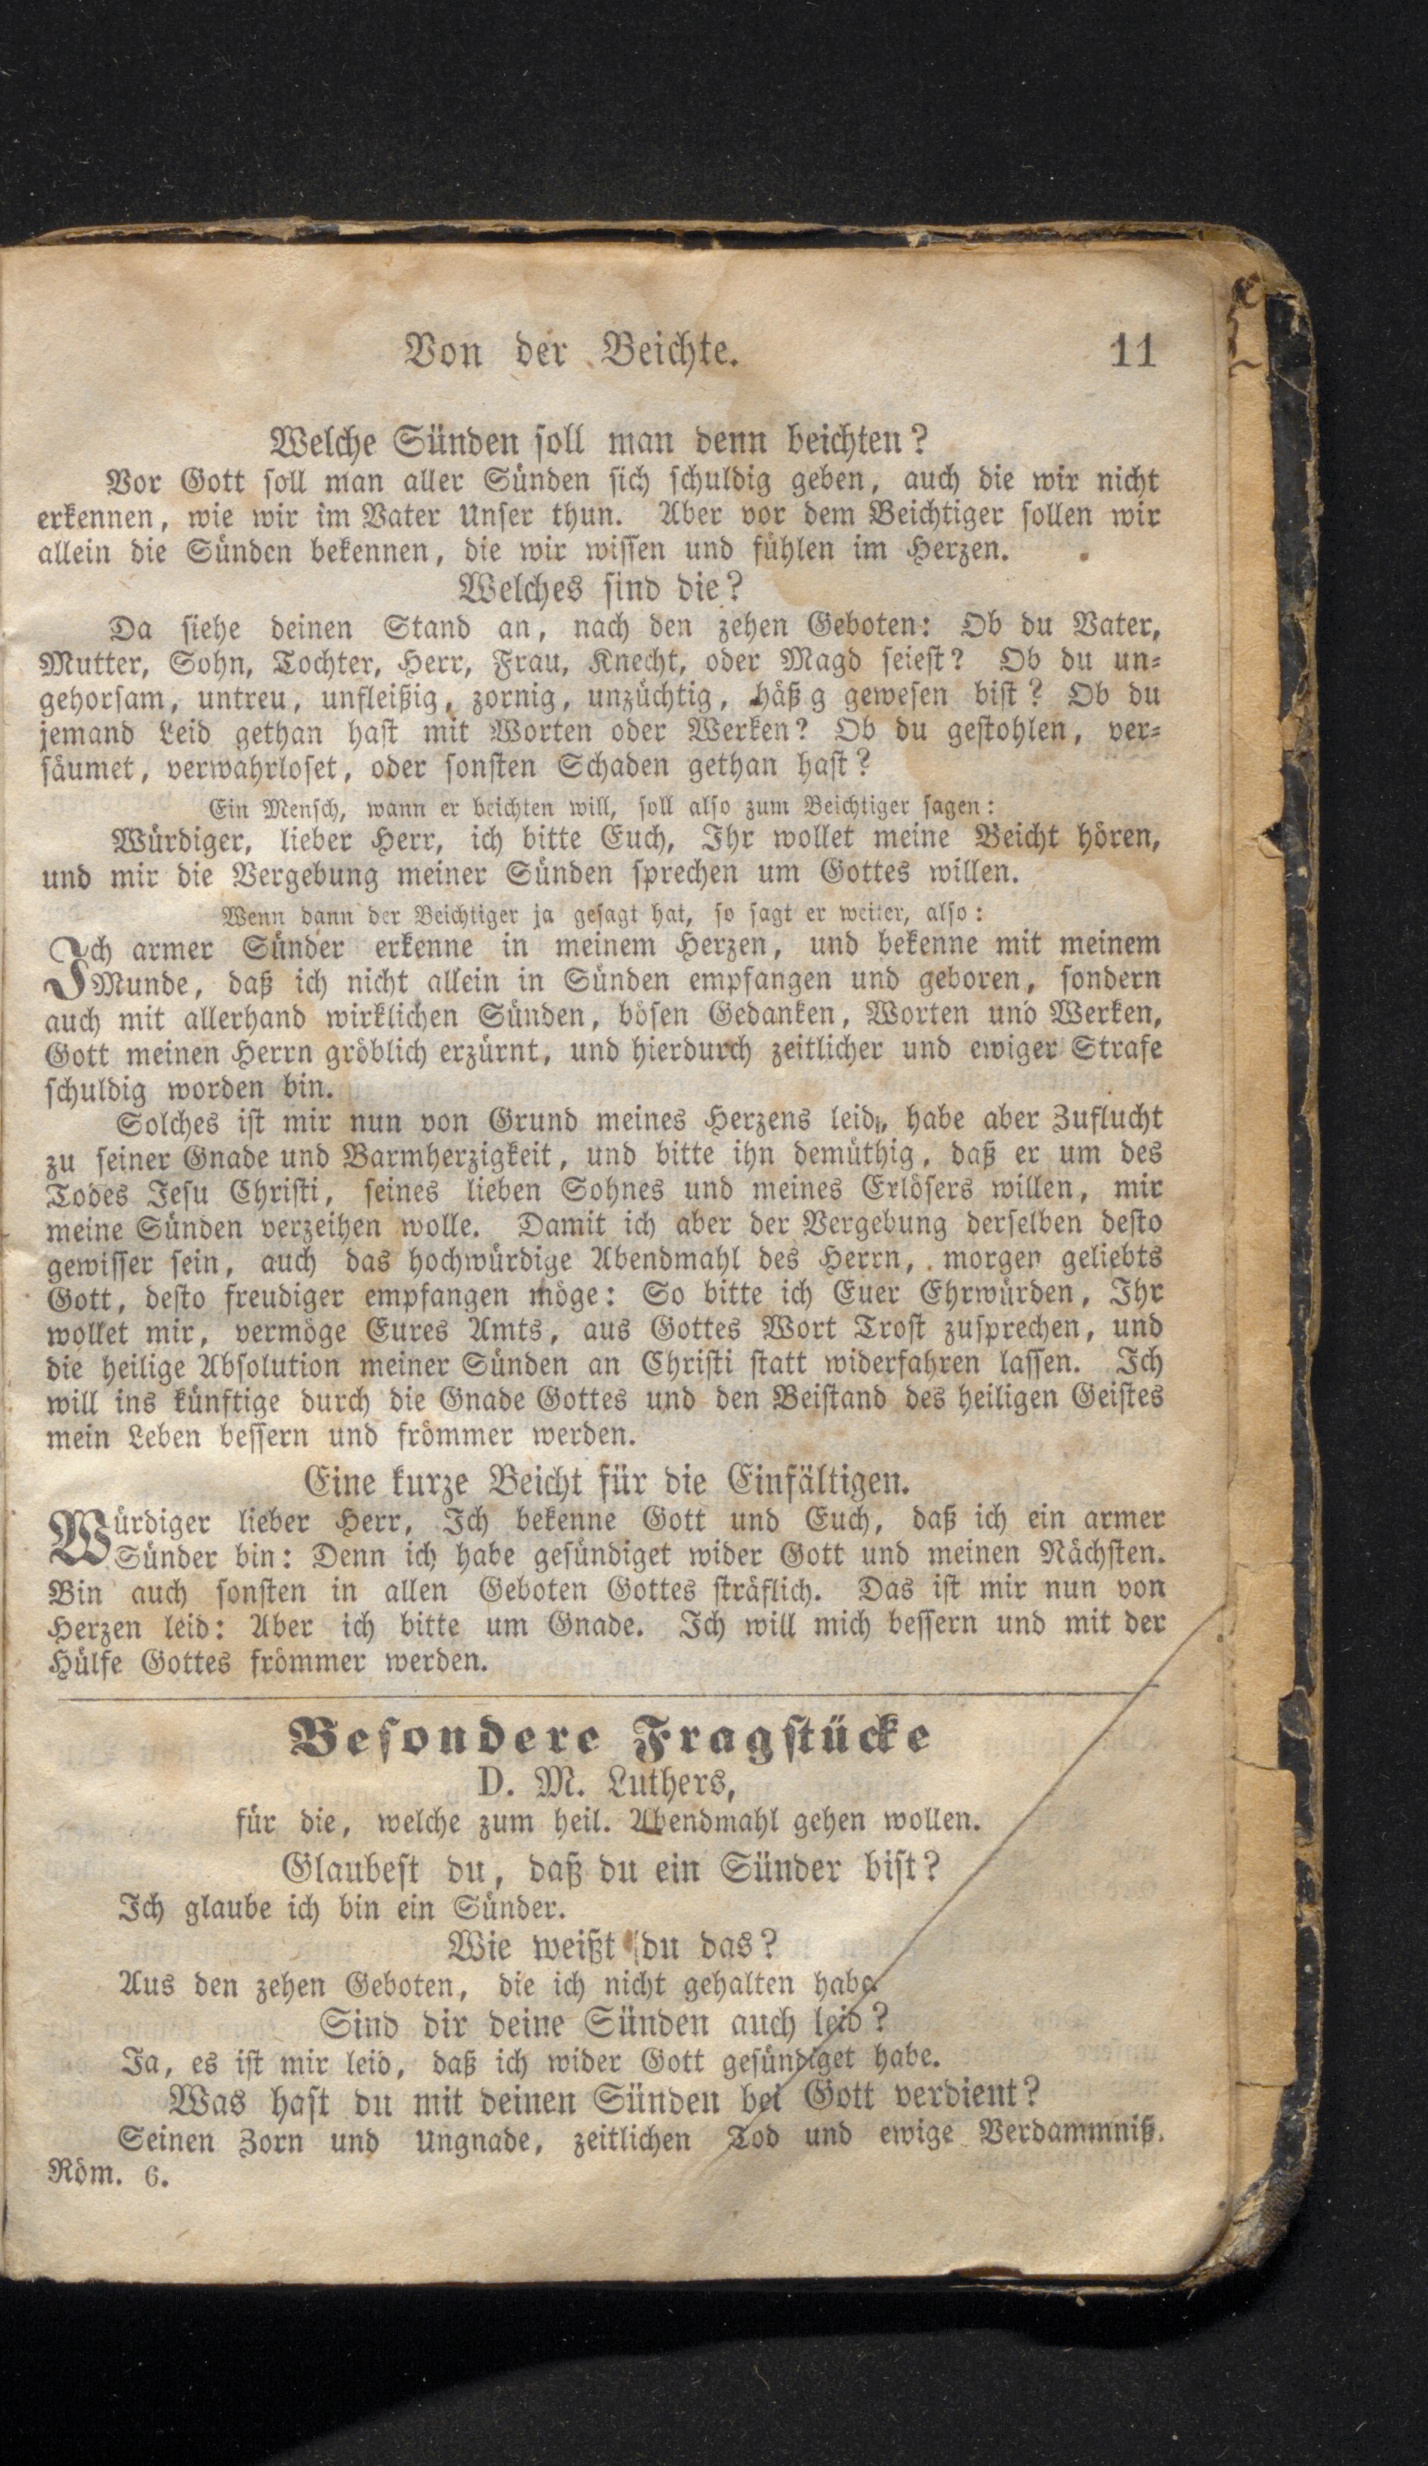 Von der Beichte. 11
Welche Sünden soll man denn beichten?
Vor Gott soll man aller Sünden sich schuldig geben, auch die wir nicht
erkennen, wie wir im Vater Unser thun. Aber vor dem Beichtiger sollen wir
allein die Sünden bekennen, die wir wissen und fühlen im Herzen.
Welches sind die?
Da siehe deinen Stand an, nach den zehen Geboten: Ob du Vater,
Mutter, Sohn, Tochter, Herr, Frau, Knecht, oder Magd seiest? Ob du un-
gehorsam, untreu, unfleißig, zornig, unzüchtig, häß g gewesen bist? Ob du
jemand Leid gethan hast mit Worten oder Werken? Ob du gestohlen, ver-
säumet, verwahrloset, oder sonsten Schaden gethan hast?
Ein Mensch, wann er beichten will, soll also zum Beichtiger sagen:
Würdiger, lieber Herr, ich bitte Euch, Ihr wollet meine Beicht hören,
und mir die Vergebung meiner Sünden sprechen um Gottes willen.
Wenn dann der Beichtiger ja gesagt hat, so sagt er weiter, also:
Ich armer Sünder erkenne in meinem Herzen, und bekenne mit meinem
Munde, daß ich nicht allein in Sünden empfangen und geboren, sondern
auch mit allerhand wirklichen Sünden, bösen Gedanken, Worten und Werken,
Gott meinen Herrn gröblich erzürnt, und hierdurch zeitlicher und ewiger Strafe
schuldig worden bin.
Solches ist mir nun von Grund meines Herzens leid, habe aber Zuflucht
zu seiner Gnade und Barmherzigkeit, und bitte ihn demüthig, daß er um des
Todes Jesu Christi, seines lieben Sohnes und meines Erlösers willen, mir
meine Sünden verzeihen wolle. Damit ich aber der Vergebung derselben desto
gewisser sein, auch das hochwürdige Abendmahl des Herrn, morgen geliebts
Gott, desto freudiger empfangen möge: So bitte ich Euer Ehrwürden, Ihr
wollet mir, vermöge Eures Amts, aus Gottes Wort Trost zusprechen, und
die heilige Absolution meiner Sünden an Christi statt widerfahren lassen. Ich
will ins künftige durch die Gnade Gottes und den Beistand des heiligen Geistes
mein Leben bessern und frömmer werden.
Eine kurze Beicht für die Einfältigen.
Würdiger lieber Herr, Ich bekenne Gott und Euch, daß ich ein armer
Sünder bin: Denn ich habe gesündiget wider Gott und meinen Nächsten.
Bin auch sonsten in allen Geboten Gottes sträflich. Das ist mir nun von
Herzen leid: Aber ich bitte um Gnade. Ich will mich bessern und mit der
Hülfe Gottes frömmer werden.
Besondere Fragstücke
D. M. Luthers,
für die, welche zum heil. Abendmahl gehen wollen.
Glaubest du, daß du ein Sünder bist?
Ich glaube ich bin ein Sünder.
Wie weißt du das?
Aus den zehen Geboten, die ich nicht gehalten habe.
Sind dir deine Sünden auch leid?
Ja, es ist mir leid, daß ich wider Gott gesündiget habe.
Was hast du mit deinen Sünden bei Gott verdient?
Seinen Zorn und Ungnade, zeitlichen Tod und ewige Verdammniß.
Röm. 6.